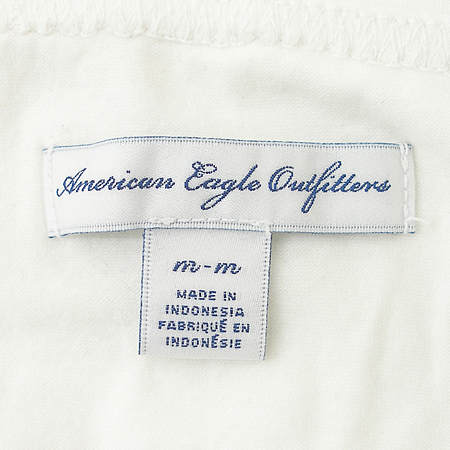 American Eagle Outfitters
m-m
MADE IN
INDONESIA
FABRIQUÉ EN
INDONÉSIE